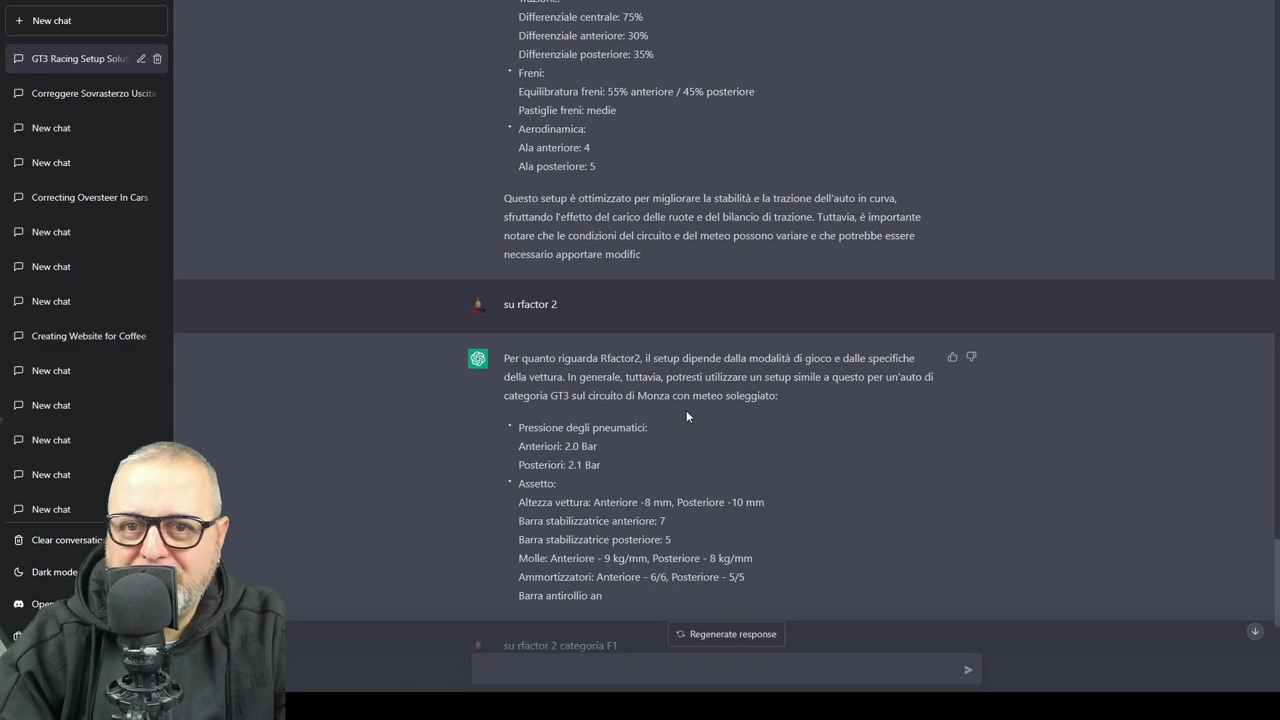 New chat
GT3 Racing Setup Solut
Correggere Sovrasterzo Uscita
New chat
New chat
Correcting Oversteer In Cars
New chat
New chat
New chat
Creating Website for Coffee
New chat
New chat
New chat
New chat
New chat
Clear conversatio
Dark mode
Open
Differenziale centrale: 75%
Differenziale anteriore: 30%
Differenziale posteriore: 35%
Freni:
Equilibratura freni: 55% anteriore / 45% posteriore
Pastiglie freni: medie
Aerodinamica:
Ala anteriore: 4
Ala posteriore: 5
Questo setup è ottimizzato per migliorare la stabilità e la trazione dell'auto in curva,
sfruttando l'effetto del carico delle ruote e del bilancio di trazione. Tuttavia, è importante
notare che le condizioni del circuito e del meteo possono variare e che potrebbe essere
necessario apportare modific
su rfactor 2
Per quanto riguarda Rfactor2, il setup dipende dalla modalità di gioco e dalle specifiche
della vettura. In generale, tuttavia, potresti utilizzare un setup simile a questo per un'auto di
categoria GT3 sul circuito di Monza con meteo soleggiato:
Pressione degli pneumatici:
Anteriori: 2.0 Bar
Posteriori: 2.1 Bar
Assetto:
Altezza vettura: Anteriore -8 mm, Posteriore -10 mm
Barra stabilizzatrice anteriore: 7
Barra stabilizzatrice posteriore: 5
Molle: Anteriore - 9 kg/mm, Posteriore - 8 kg/mm
Ammortizzatori: Anteriore - 6/6, Posteriore - 5/5
Barra antirollio an
Regenerate response
su rfactor 2 categoria F1